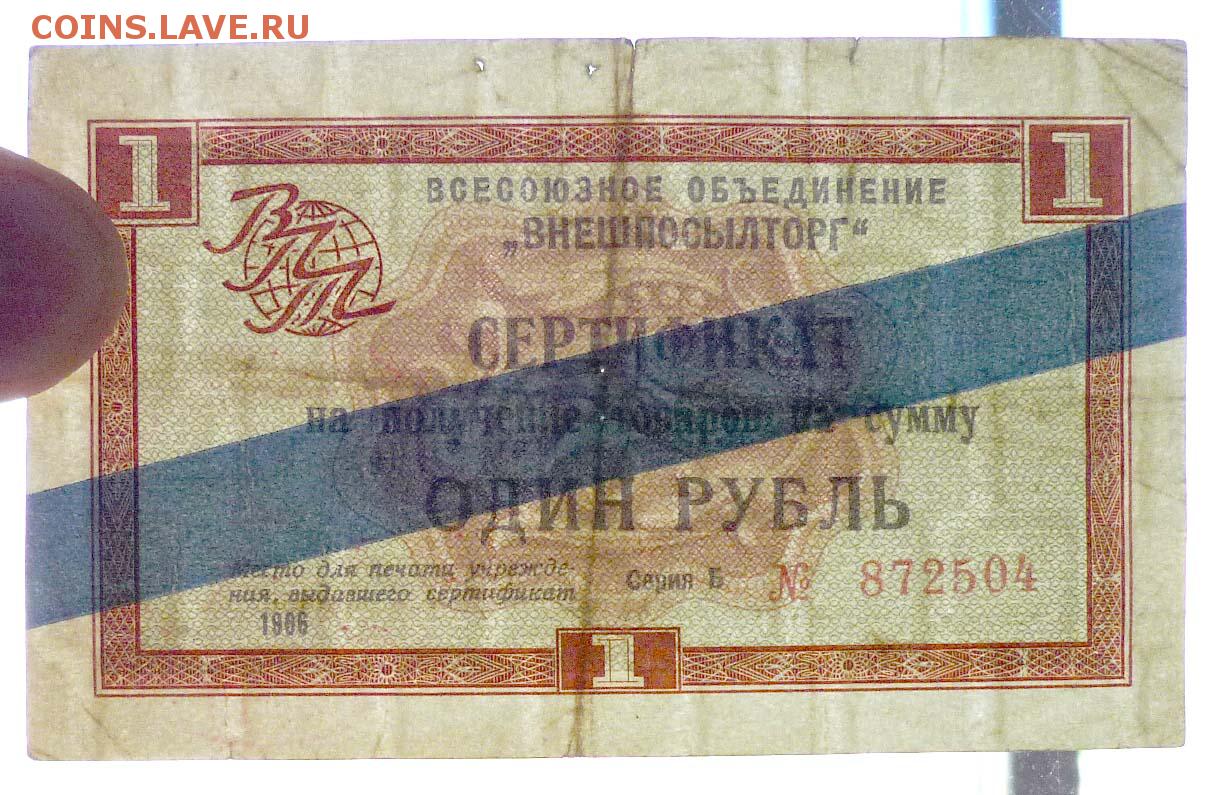 COINS.LAVE.RU
1 1
ВПТ
ВСЕСОЮЗНОЕ ОБЪЕДИНЕНИЕ
„ВНЕШПОСЫЛТОРГ“
СЕРТИФИКАТ
на получение товаров на сумму
ОДИН РУБЛЬ
Место для печати учрежде-
ния, выдавшего сертификат
Серия Б № 872504
1966
1